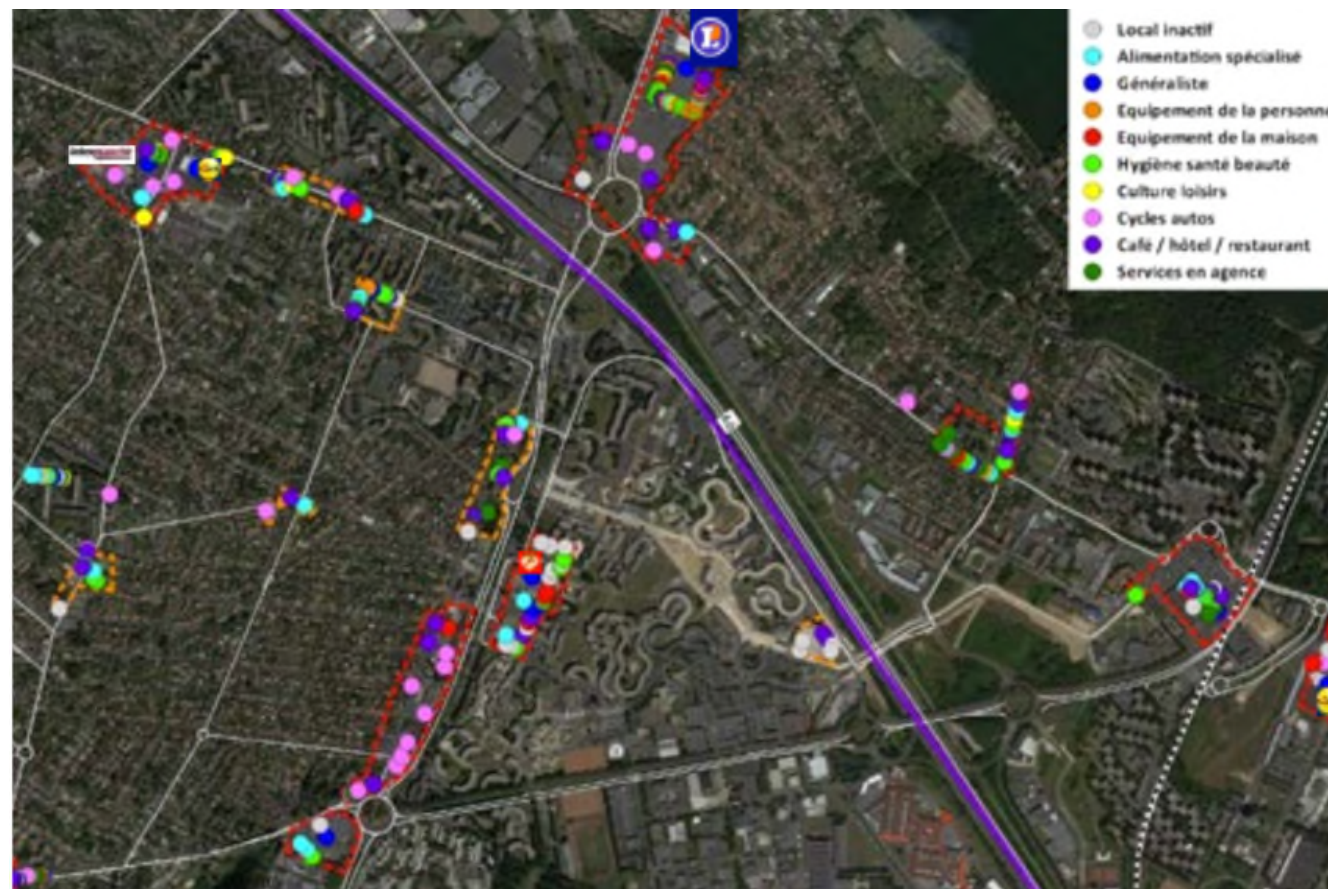 Local inactif
Alimentation spécialisé
Généraliste
Equipement de la personne
Equipement de la maison
Hygiène santé beauté
Culture loisirs
Cycles autos
Café / hôtel / restaurant
Services en agence